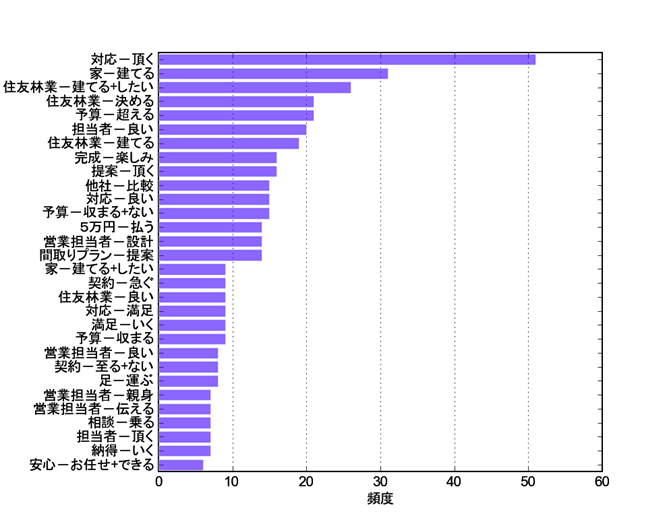 対応－頂く
家－建てる
住友林業－建てる+したい
住友林業－決める
予算－超える
担当者－良い
住友林業－建てる
完成－楽しみ
提案－頂く
他社－比較
対応－良い
予算－収まる+ない
5万円－払う
営業担当者－設計
間取りプラン－提案
家－建てる+したい
契約－急ぐ
住友林業－良い
対応－満足
満足－いく
予算－収まる
営業担当者－良い
契約－至る+ない
足－運ぶ
営業担当者－親身
営業担当者－伝える
相談－乗る
担当者－頂く
納得－いく
安心－お任せ+できる
0 10 20 30 40 50 60
頻度